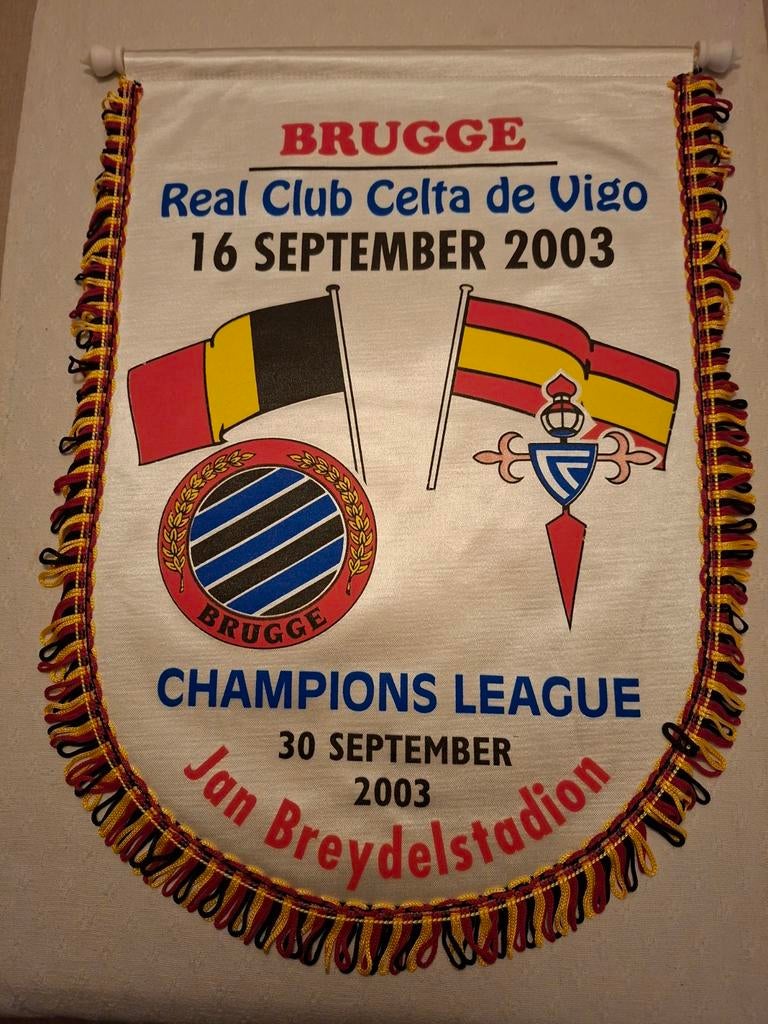 BRUGGE
Real Club Celta de Vigo
16 SEPTEMBER 2003
BRUGGE
CHAMPIONS LEAGUE
30 SEPTEMBER
2003
Jan Breydelstadion